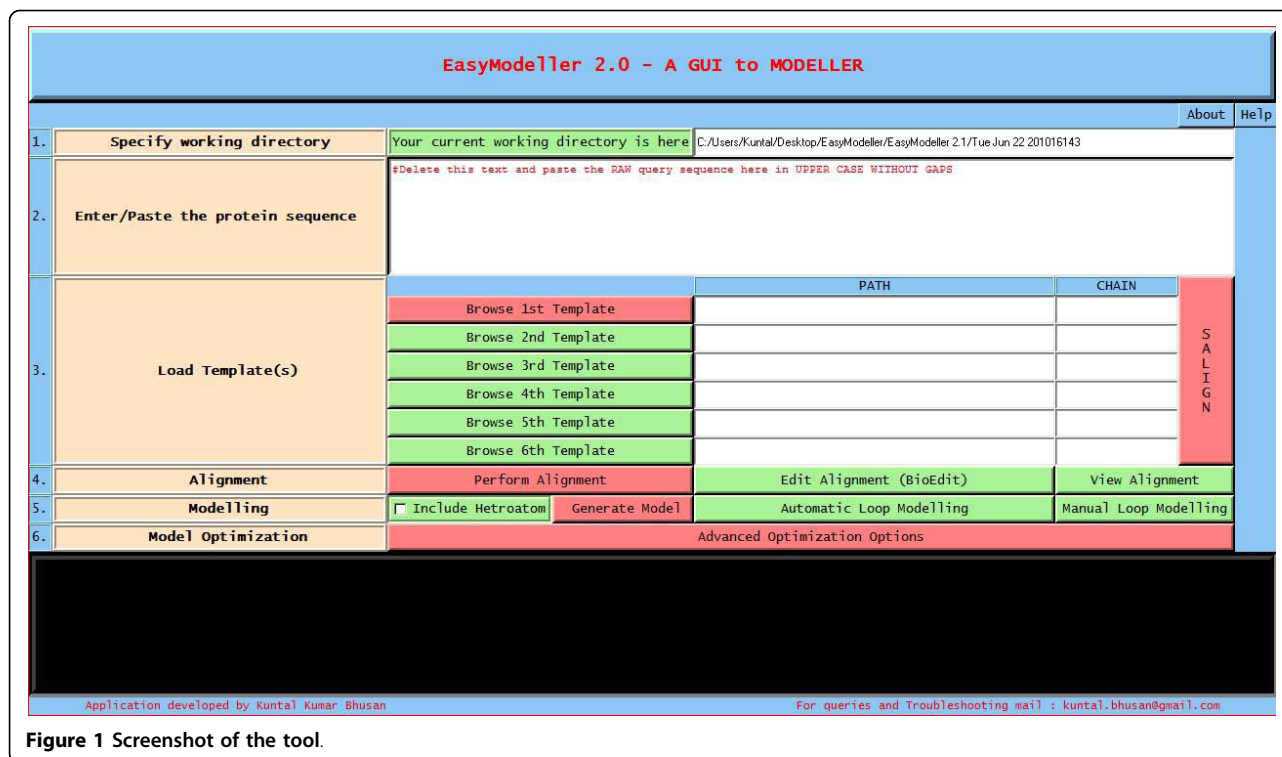 EasyModeller 2.0 - A GUI to MODELLER
About Help
1. Specify working directory Your current working directory is here C:/Users/Kuntal/Desktop/EasyModeller/EasyModeller 2.1/Tue Jun 22 201016143
#Delete this text and paste the RAW query sequence here in UPPER CASE WITHOUT GAPS
2. Enter/Paste the protein sequence
PATH CHAIN
Browse 1st Template
Browse 2nd Template
Browse 3rd Template
3. Load Template(s)
Browse 4th Template
Browse 5th Template
Browse 6th Template
SALIGN
4. Alignment Perform Alignment Edit Alignment (BioEdit) View Alignment
5. Modelling Include Hetroatom Generate Model Automatic Loop Modelling Manual Loop Modelling
6. Model Optimization Advanced Optimization Options
Application developed by Kuntal Kumar Bhusan For queries and Troubleshooting mail : kuntal.bhusan@gmail.com
Figure 1 Screenshot of the tool.